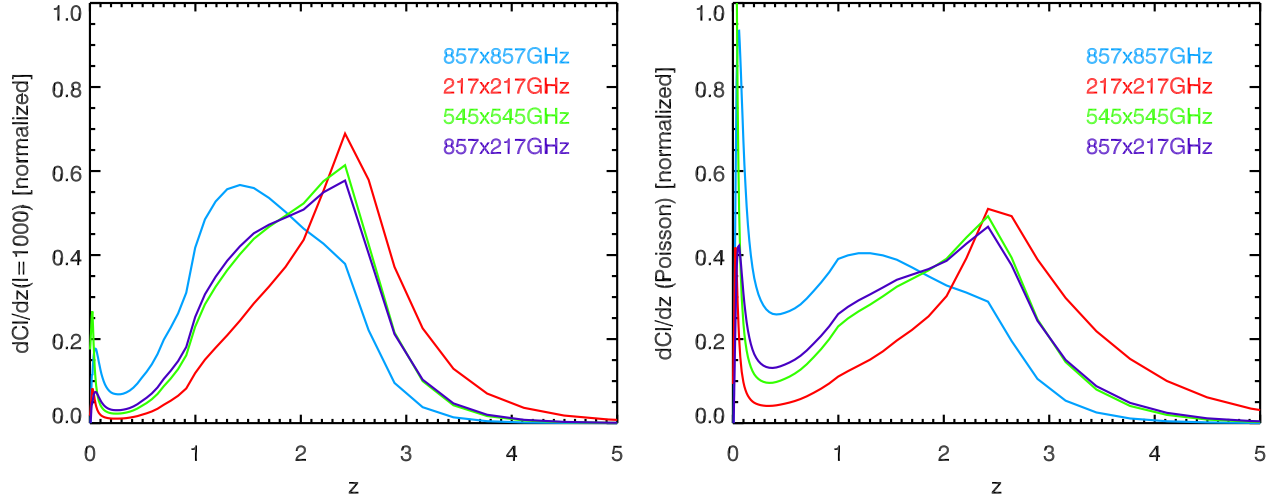 dCl/dz(l=1000) [normalized]
1.0
0.8
0.6
0.4
0.2
0.0
0 1 2 3 4 5
z
857x857GHz
217x217GHz
545x545GHz
857x217GHz
dCl/dz (Poisson) [normalized]
1.0
0.8
0.6
0.4
0.2
0.0
0 1 2 3 4 5
z
857x857GHz
217x217GHz
545x545GHz
857x217GHz